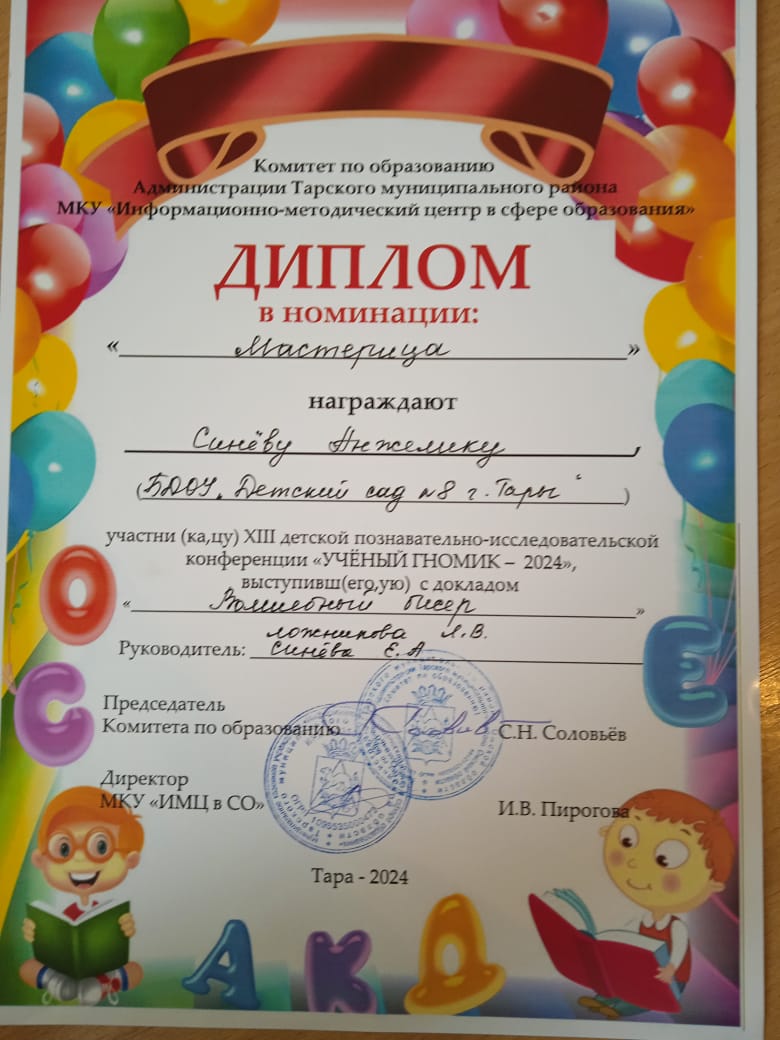 Комитет по образованию
Администрации Тарского муниципального района
МКУ «Информационно-методический центр в сфере образования»
ДИПЛОМ
в номинации:
« Мастерица »
награждают
Синёву Анжелику ,
(БДОУ „Детский сад №8 г. Тары“)
участни (ка,цу) XIII детской познавательно-исследовательской
конференции «УЧЁНЫЙ ГНОМИК – 2024»,
выступивш(его,ую) с докладом
« Волшебный бисер »
Ложникова Л.В.
Руководитель: Синёва Е.А
Председатель
Комитета по образованию С.Н. Соловьёв
Директор
МКУ «ИМЦ в СО» И.В. Пирогова
Тара - 2024
О
С
Е
А
К
Д